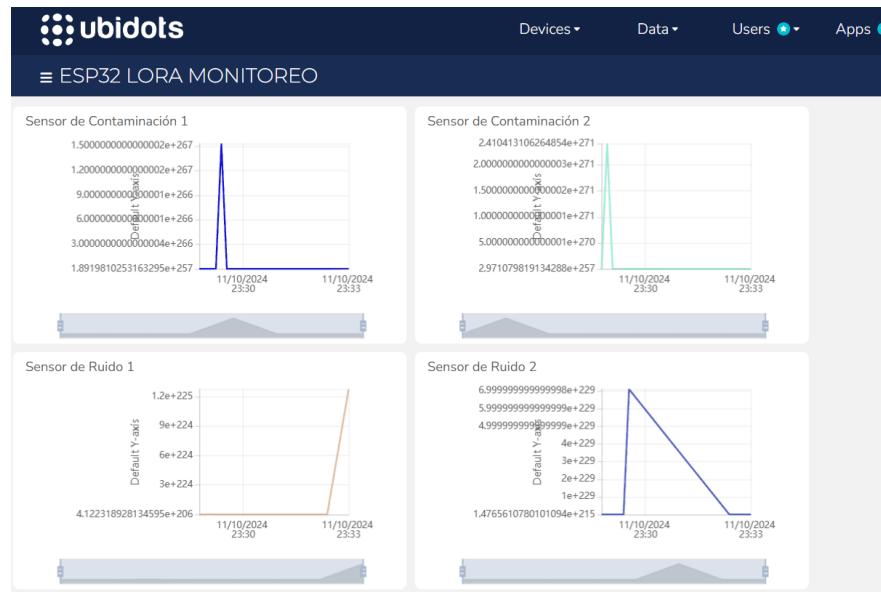 ubidots
Devices
Data
Users
Apps
ESP32 LORA MONITOREO
Sensor de Contaminación 1
1.5000000000000002e+267
1.2000000000000002e+267
9.000000000000001e+266
6.000000000000001e+266
3.0000000000000004e+266
1.8919810253163295e+257
Default Y-axis
11/10/2024
23:30
11/10/2024
23:33
Sensor de Contaminación 2
2.410413106264854e+271
2.0000000000000003e+271
1.5000000000000002e+271
1.0000000000000001e+271
5.000000000000001e+270
2.971079819134288e+257
Default Y-axis
11/10/2024
23:30
11/10/2024
23:33
Sensor de Ruido 1
1.2e+225
9e+224
6e+224
3e+224
4.122318928134595e+206
Default Y-axis
11/10/2024
23:30
11/10/2024
23:33
Sensor de Ruido 2
6.999999999999998e+229
5.999999999999999e+229
4.999999999999999e+229
4e+229
3e+229
2e+229
1e+229
1.4765610780101094e+215
Default Y-axis
11/10/2024
23:30
11/10/2024
23:33